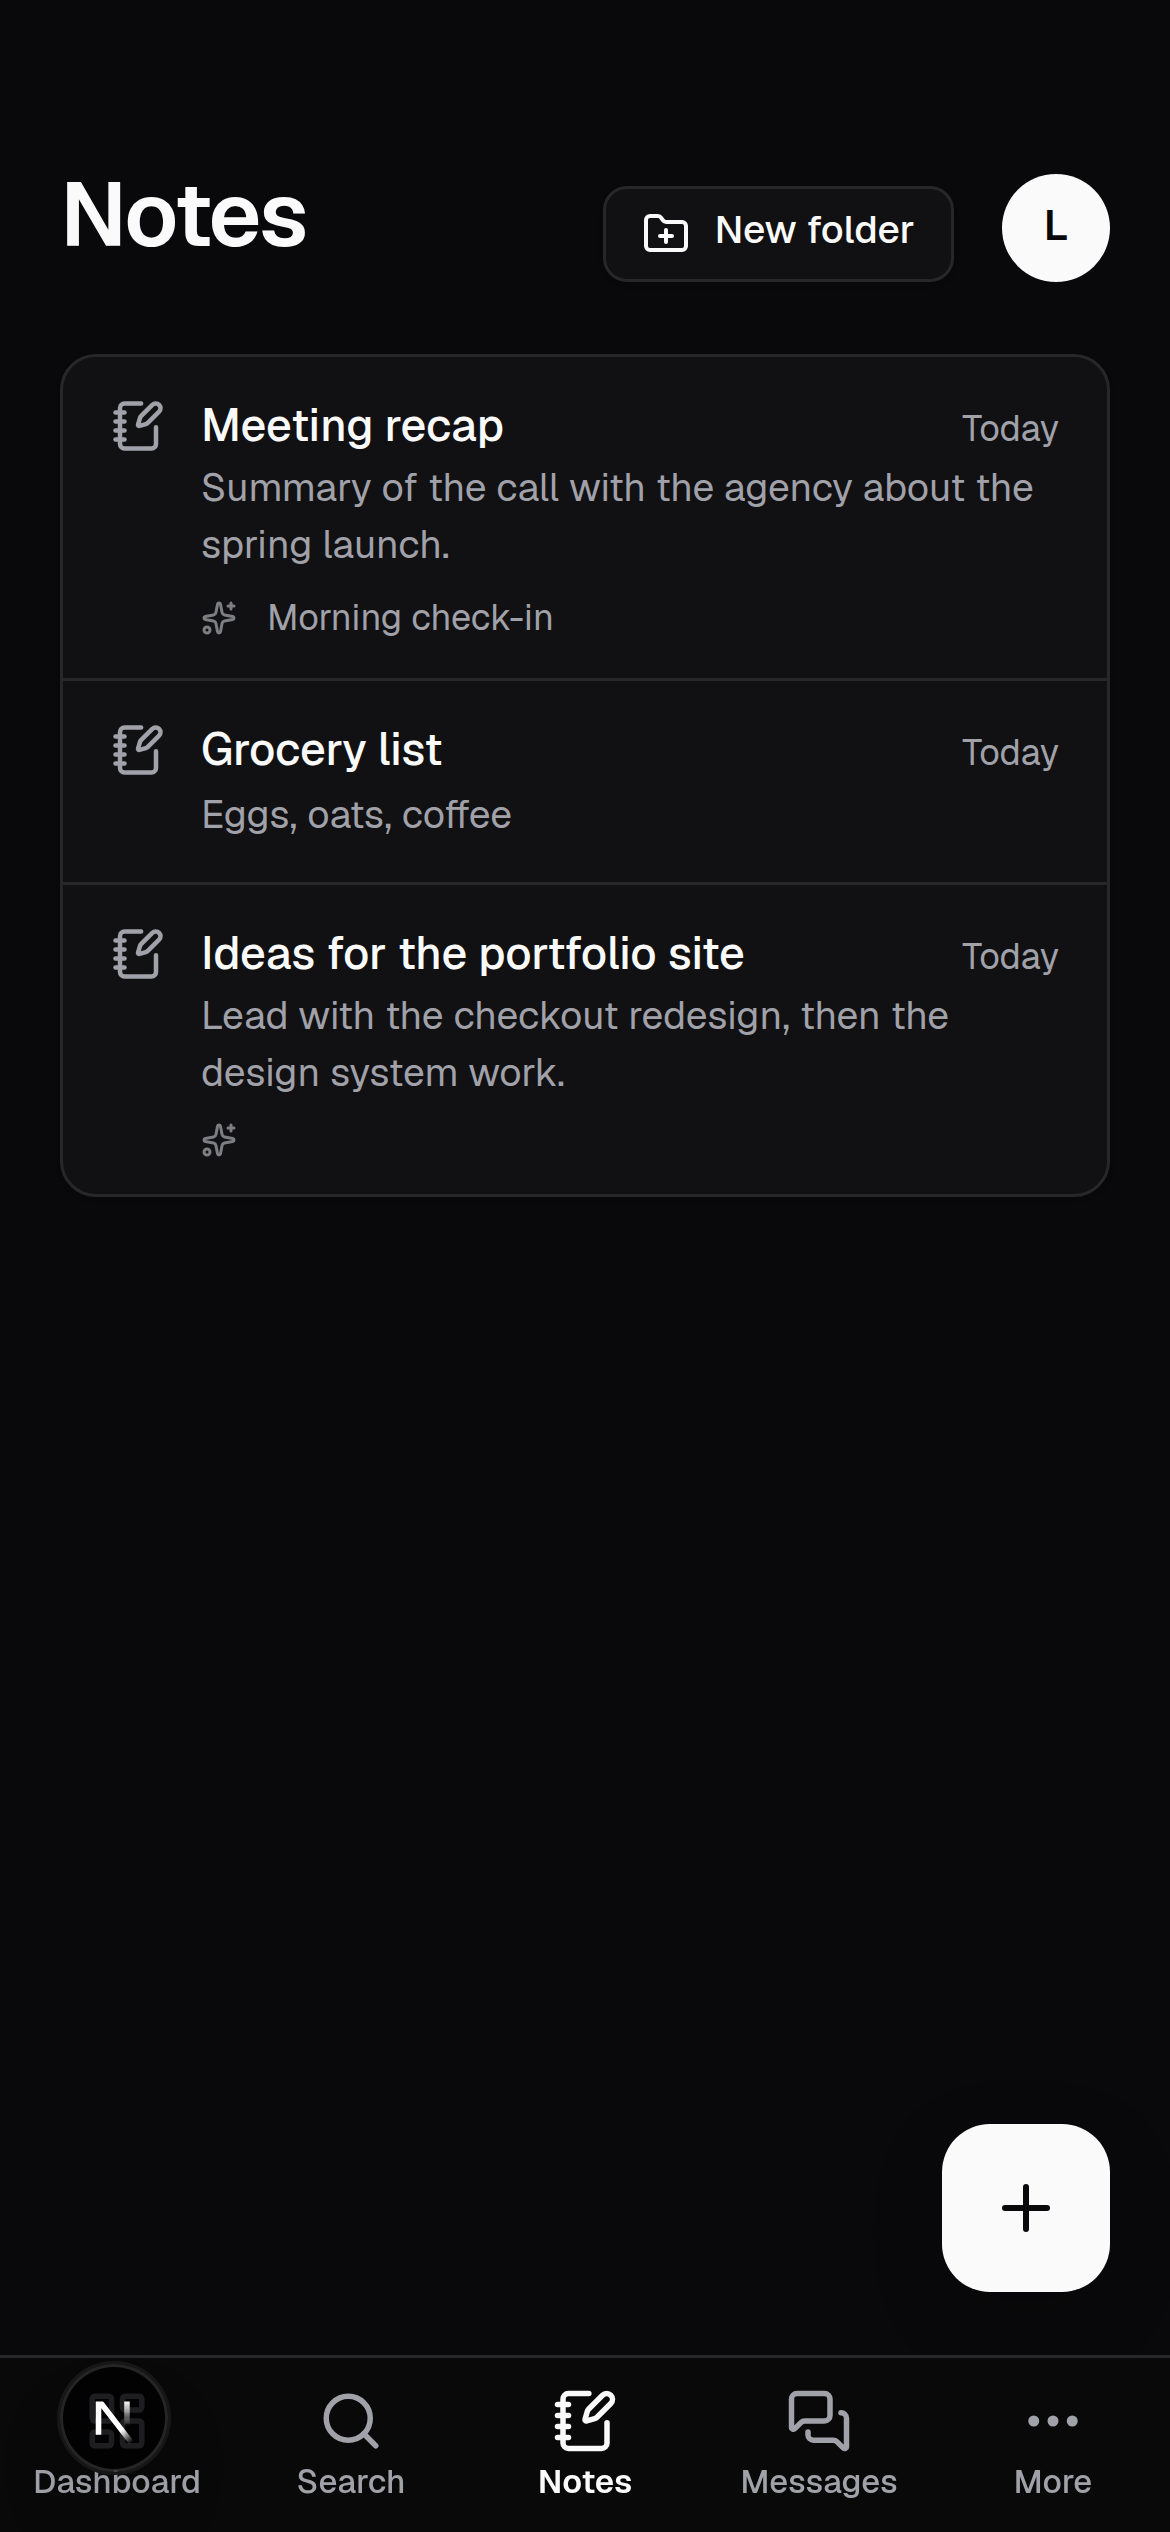 Notes
New folder
L
Meeting recap
Today
Summary of the call with the agency about the
spring launch.
Morning check-in
Grocery list
Today
Eggs, oats, coffee
Ideas for the portfolio site
Today
Lead with the checkout redesign, then the
design system work.
N
Dashboard
Search
Notes
Messages
More